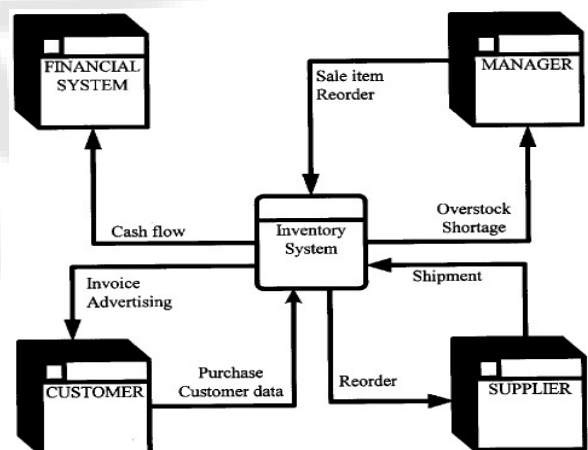 FINANCIAL
SYSTEM
Sale item
Reorder
MANAGER
Cash flow
Inventory
System
Overstock
Shortage
Invoice
Advertising
Shipment
CUSTOMER
Purchase
Customer data
Reorder
SUPPLIER